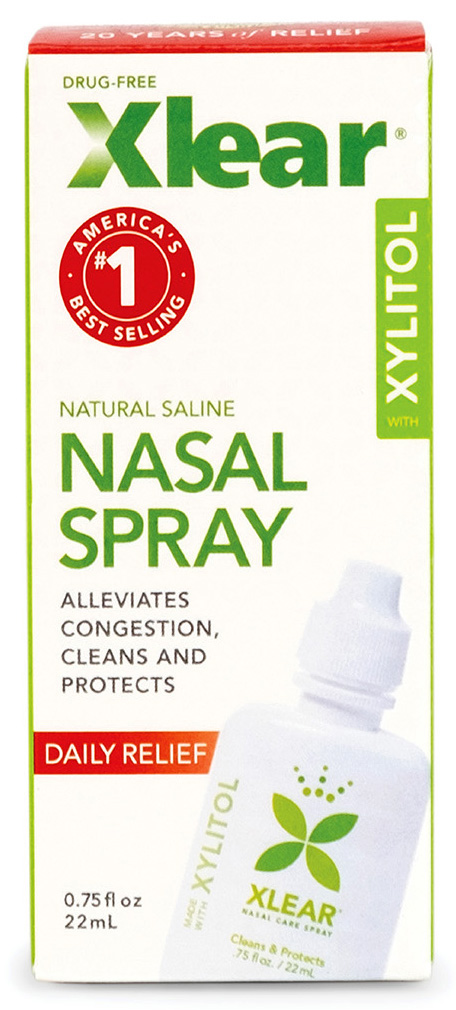 20 YEARS of RELIEF
DRUG-FREE
Xlear®
AMERICA'S
#1
BEST SELLING
WITH XYLITOL
NATURAL SALINE
NASAL
SPRAY
ALLEVIATES
CONGESTION,
CLEANS AND
PROTECTS
DAILY RELIEF
0.75 fl oz
22mL
MADE
WITH XYLITOL
XLEAR
NASAL CARE SPRAY
Cleans & Protects
.75 fl oz. / 22 mL